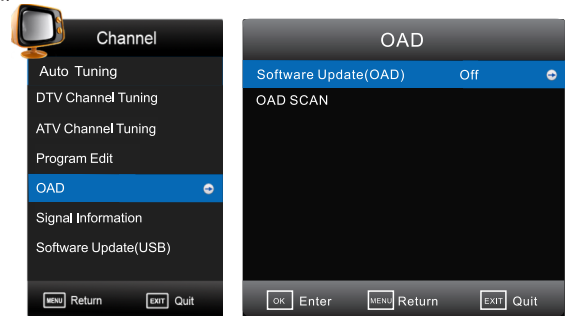 Channel
Auto Tuning
DTV Channel Tuning
ATV Channel Tuning
Program Edit
OAD
Signal Information
Software Update(USB)
MENU Return EXIT Quit
OAD
Software Update(OAD) Off
OAD SCAN
OK Enter MENU Return EXIT Quit